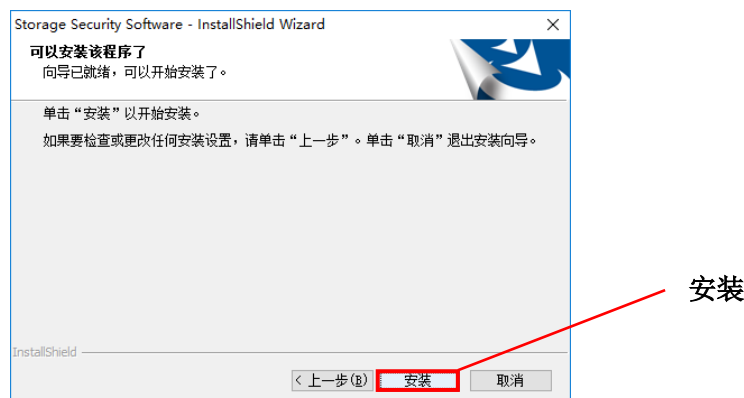 Storage Security Software - InstallShield Wizard
可以安装该程序了
向导已就绪，可以开始安装了。
单击“安装”以开始安装。
如果要检查或更改任何安装设置，请单击“上一步”。单击“取消”退出安装向导。
安装
InstallShield
< 上一步(B) 安装 取消